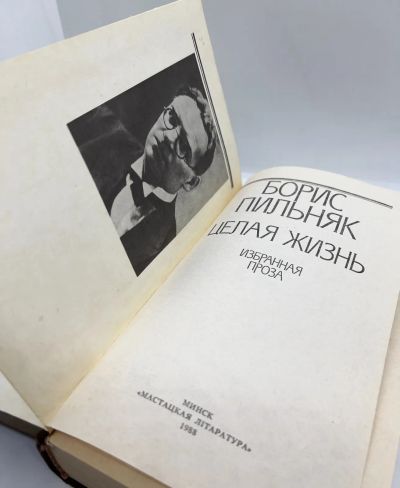 БОРИС
ПИЛЬНЯК
ЦЕЛАЯ ЖИЗНЬ
ИЗБРАННАЯ
ПРОЗА
МИНСК
«МАСТАЦКАЯ ЛІТАРАТУРА»
1988